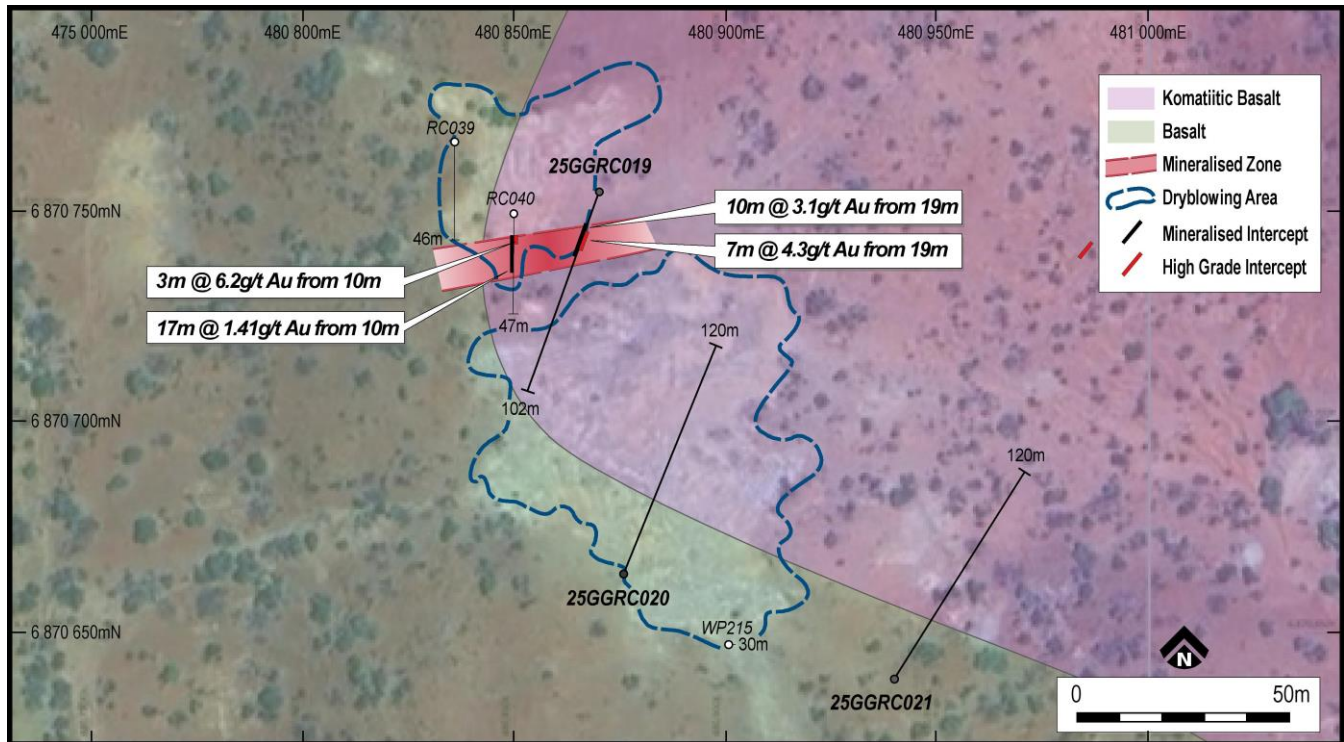 475 000mE
480 800mE
480 850mE
480 900mE
480 950mE
481 000mE
Komatiitic Basalt
Basalt
Mineralised Zone
Dryblowing Area
Mineralised Intercept
High Grade Intercept
RC039
25GGRC019
RC040
6 870 750mN
46m
10m @ 3.1g/t Au from 19m
7m @ 4.3g/t Au from 19m
3m @ 6.2g/t Au from 10m
17m @ 1.41g/t Au from 10m
47m
120m
102m
6 870 700mN
120m
25GGRC020
6 870 650mN
WP215
30m
25GGRC021
N
0
50m